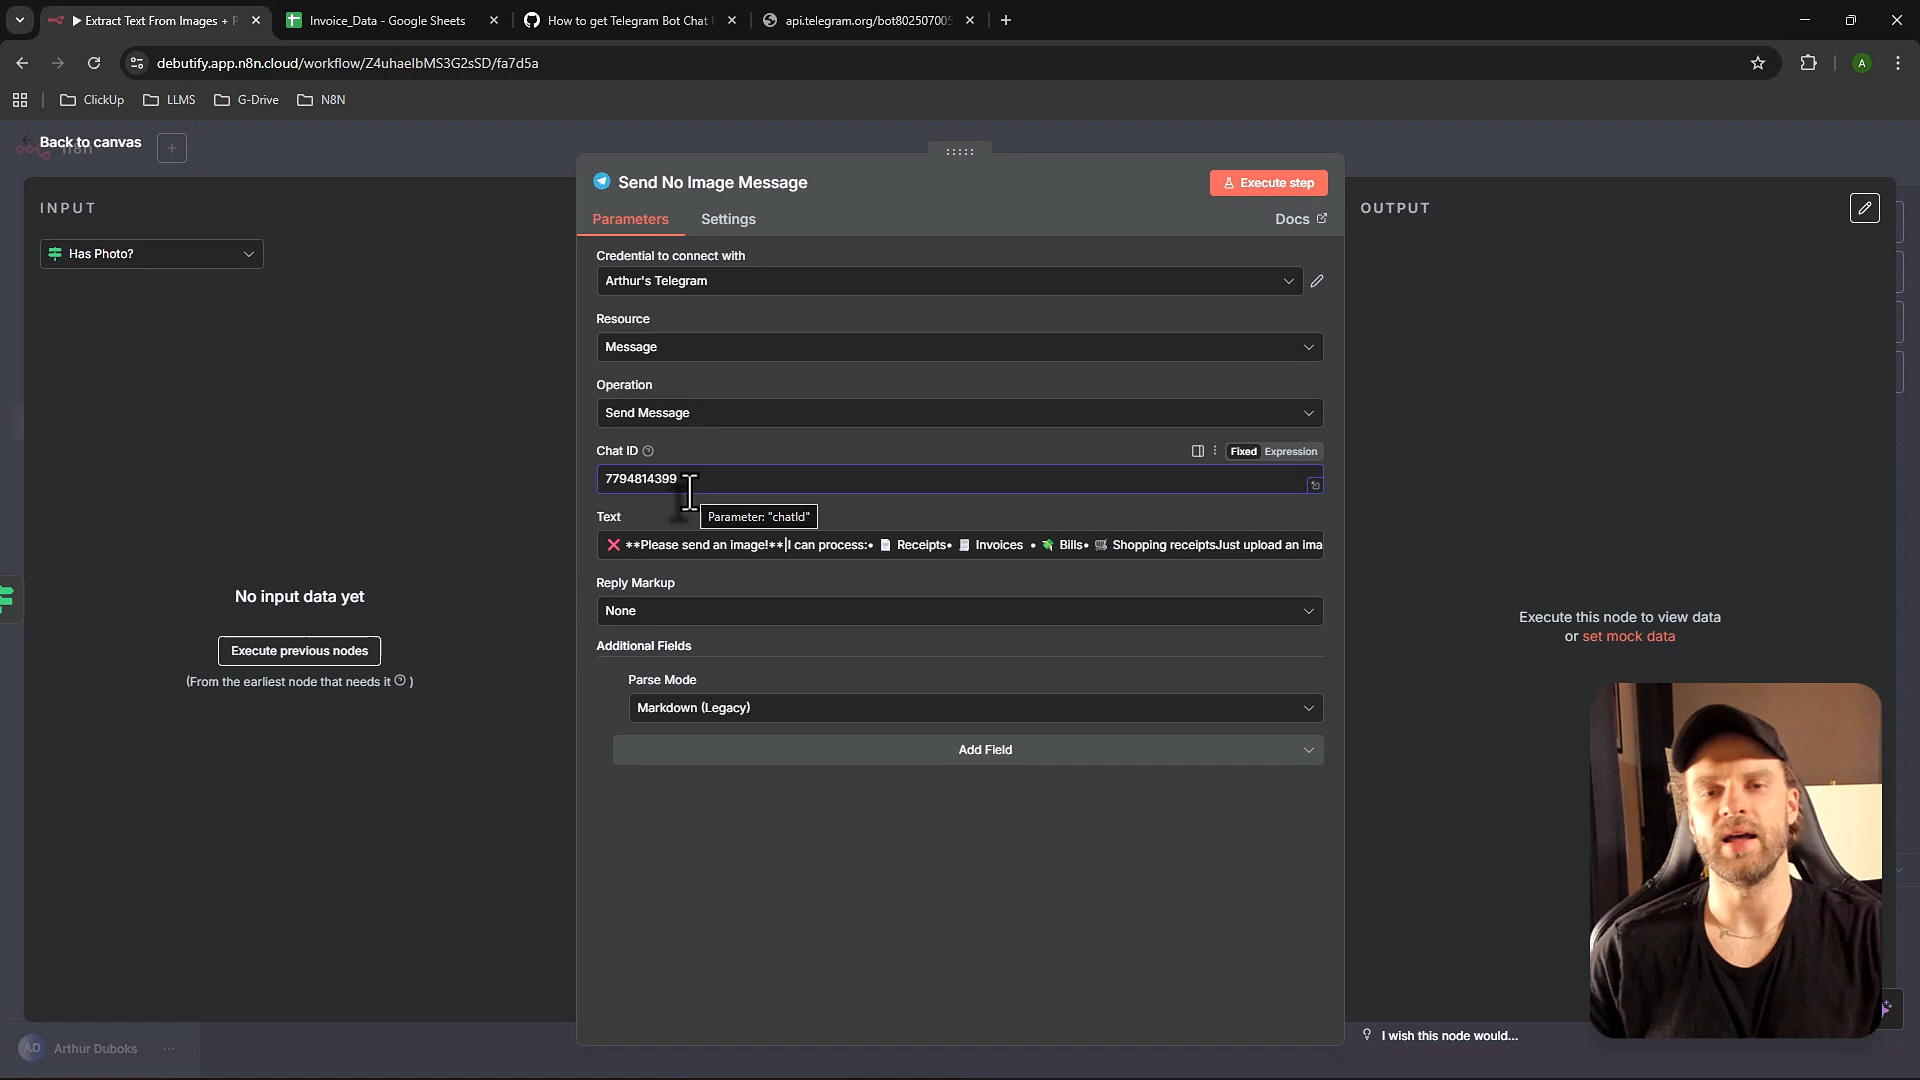 Extract Text From Images + P
Invoice_Data - Google Sheets
How to get Telegram Bot Chat
api.telegram.org/bot802507005
debutify.app.n8n.cloud/workflow/Z4uhaelbMS3G2sSD/fa7d5a
A
ClickUp
LLMS
G-Drive
N8N
Back to canvas
n8n
INPUT
Has Photo?
No input data yet
Execute previous nodes
(From the earliest node that needs it ? )
Send No Image Message
Execute step
Parameters
Settings
Docs
Credential to connect with
Arthur's Telegram
Resource
Message
Operation
Send Message
Chat ID
Fixed Expression
7794814399
Text
Parameter: "chatId"
❌ **Please send an image!**I can process:• 📄 Receipts• 🧾 Invoices • 💸 Bills• 🛒 Shopping receiptsJust upload an ima
Reply Markup
None
Additional Fields
Parse Mode
Markdown (Legacy)
Add Field
OUTPUT
Execute this node to view data
or set mock data
I wish this node would...
AD
Arthur Duboks